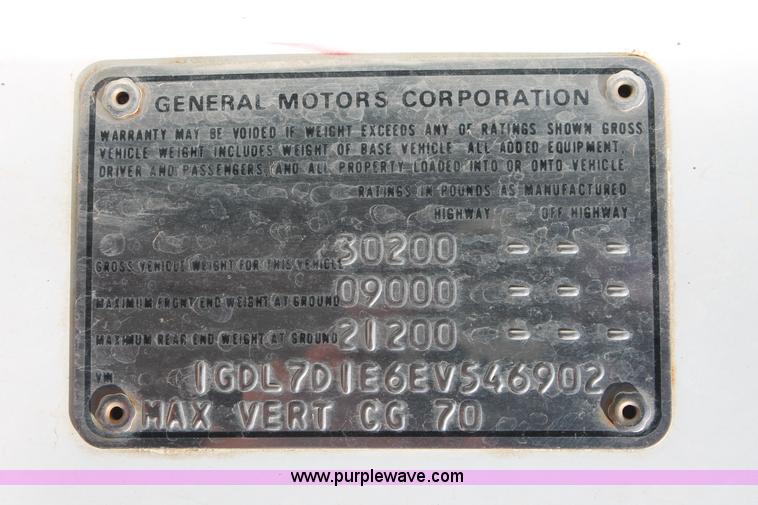 GENERAL MOTORS CORPORATION
WARRANTY MAY BE VOIDED IF WEIGHT EXCEEDS ANY OF RATINGS SHOWN GROSS
VEHICLE WEIGHT INCLUDES WEIGHT OF BASE VEHICLE ALL ADDED EQUIPMENT,
DRIVER AND PASSENGERS, AND ALL PROPERTY LOADED INTO OR ONTO VEHICLE
RATINGS IN POUNDS AS MANUFACTURED
HIGHWAY OFF HIGHWAY
GROSS VEHICLE WEIGHT FOR THIS VEHICLE 30200 - - -
MAXIMUM FRONT END WEIGHT AT GROUND 09000 - - -
MAXIMUM REAR END WEIGHT AT GROUND 21200 - - -
VIN 1GDL7D1E6EV546902
MAX VERT CG 70
www.purplewave.com